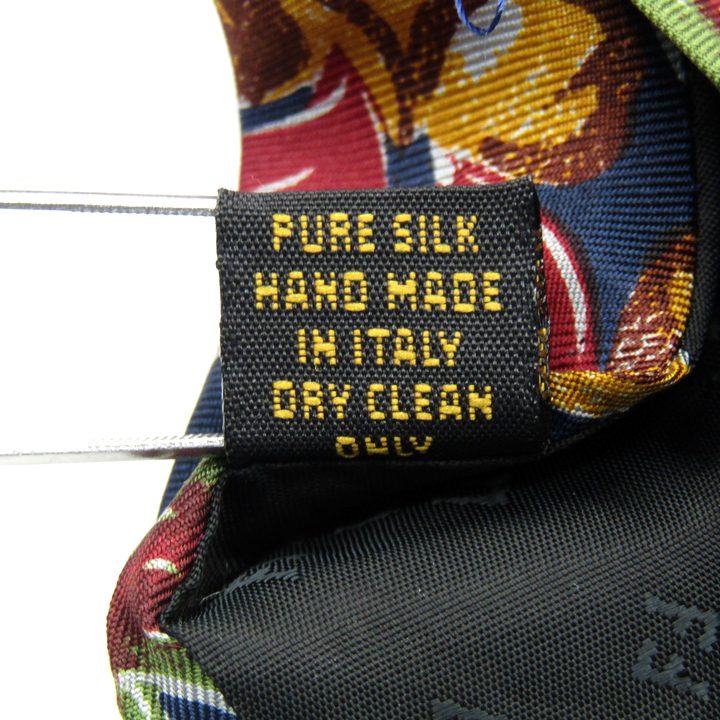 PURE SILK
HAND MADE
IN ITALY
DRY CLEAN
ONLY